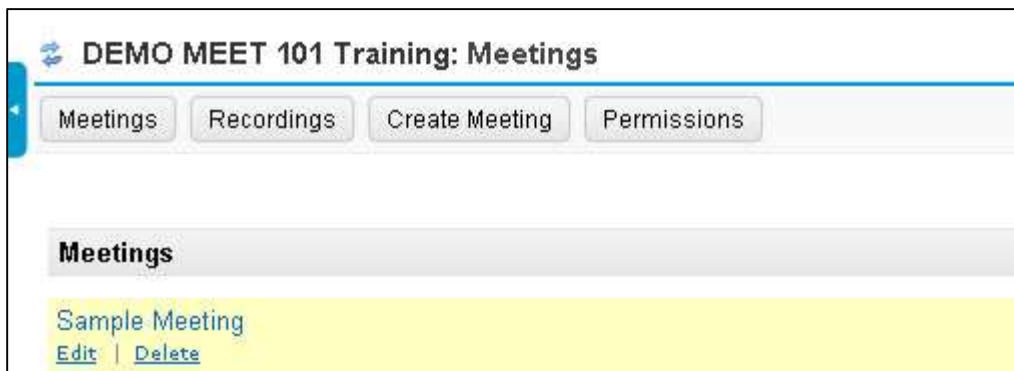 DEMO MEET 101 Training: Meetings
Meetings Recordings Create Meeting Permissions
Meetings
Sample Meeting
Edit | Delete